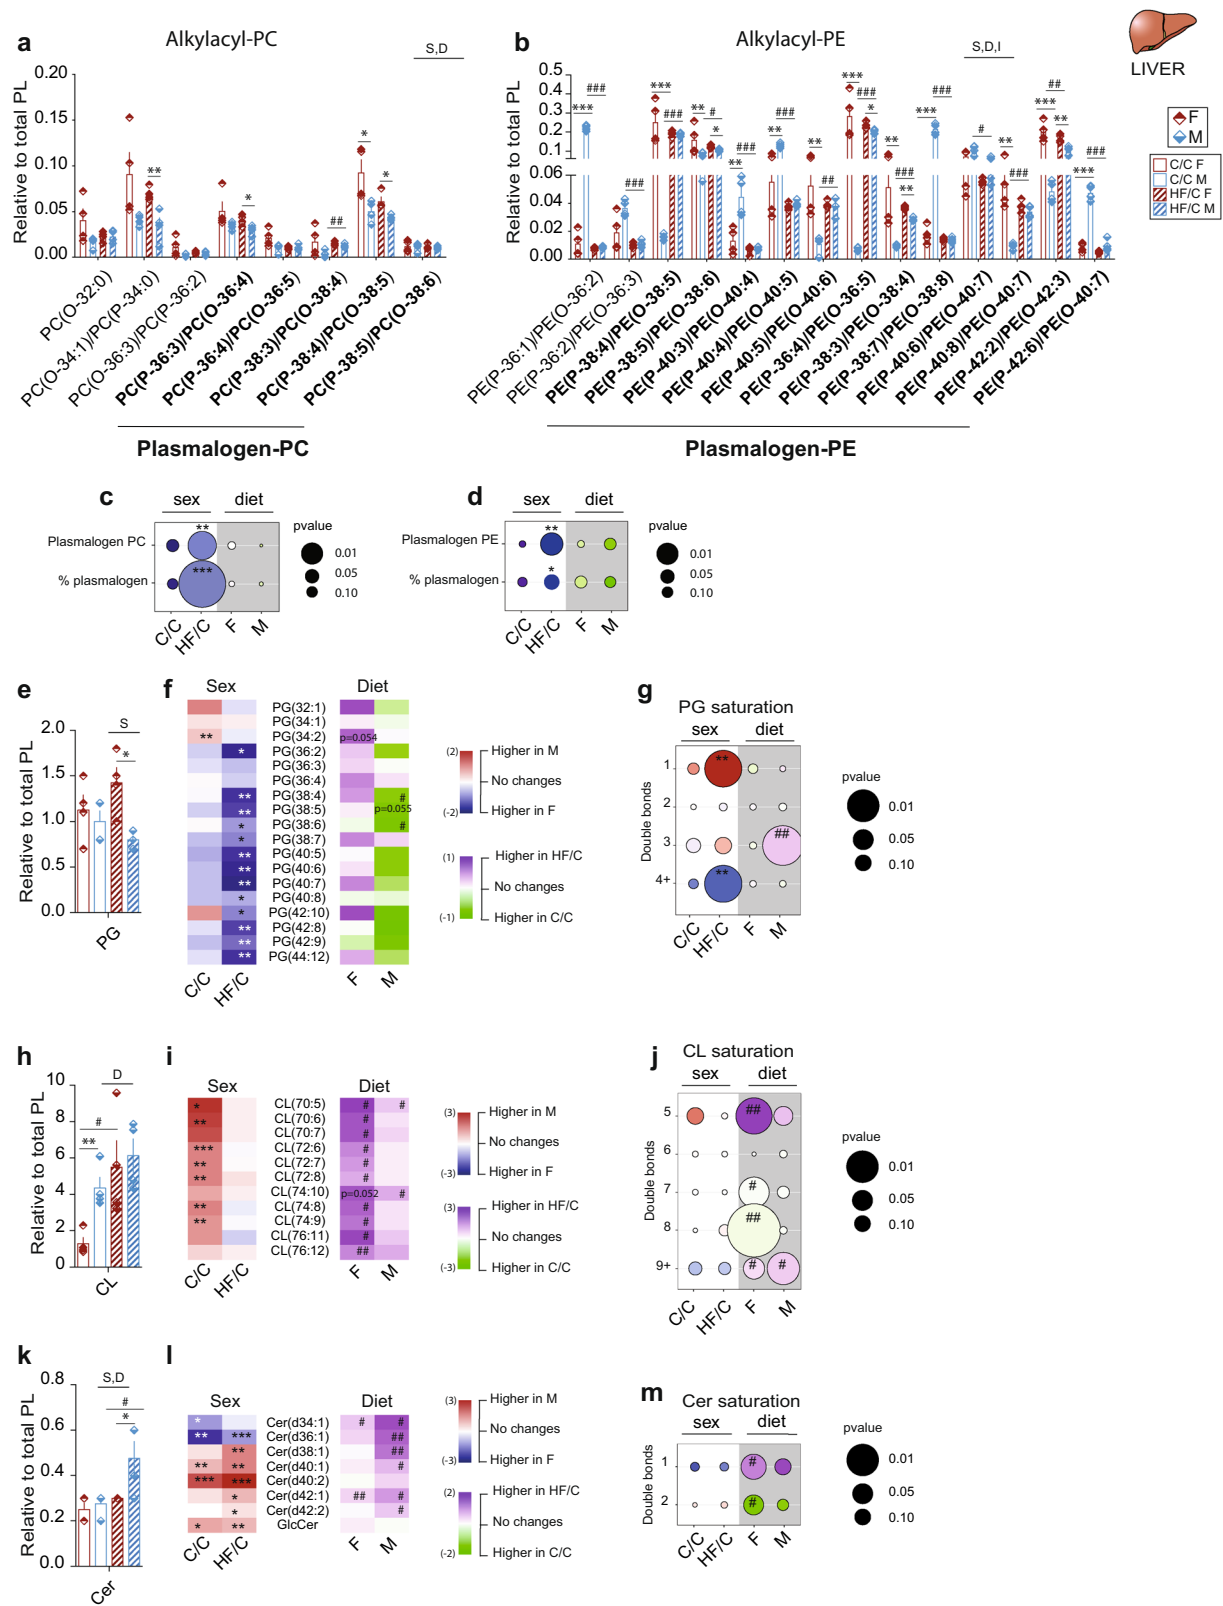 a
Alkylacyl-PC
S,D
Relative to total PL
0.20
0.15
0.10
0.05
0.00
**
*
##
*
*
PC(O-32:0)
PC(O-34:1)/PC(P-34:0)
PC(O-36:3)/PC(P-36:2)
PC(P-36:3)/PC(O-36:4)
PC(P-36:4)/PC(O-36:5)
PC(P-38:3)/PC(O-38:4)
PC(P-38:4)/PC(O-38:5)
PC(P-38:5)/PC(O-38:6)
Plasmalogen-PC
b
Alkylacyl-PE
S,D,I
Relative to total PL
0.5
0.4
0.3
0.2
0.1
0.06
0.04
0.02
0.00
***
###
###
***
###
**
#
*
**
###
**
###
**
##
***
###
*
**
###
**
***
###
#
**
###
***
##
**
***
###
PE(P-36:1)/PE(O-36:2)
PE(P-36:2)/PE(O-36:3)
PE(P-38:4)/PE(O-38:5)
PE(P-38:5)/PE(O-38:6)
PE(P-40:3)/PE(O-40:4)
PE(P-40:4)/PE(O-40:5)
PE(P-40:5)/PE(O-40:6)
PE(P-36:4)/PE(O-36:5)
PE(P-38:3)/PE(O-38:4)
PE(P-38:7)/PE(O-38:8)
PE(P-40:6)/PE(O-40:7)
PE(P-40:8)/PE(O-40:7)
PE(P-42:2)/PE(O-42:3)
PE(P-42:6)/PE(O-40:7)
Plasmalogen-PE
LIVER
F
M
C/C F
C/C M
HF/C F
HF/C M
c
sex diet
Plasmalogen PC
% plasmalogen
**
***
C/C HF/C F M
pvalue
0.01
0.05
0.10
d
sex diet
Plasmalogen PE
% plasmalogen
**
*
C/C HF/C F M
pvalue
0.01
0.05
0.10
e
Relative to total PL
2.0
1.5
1.0
0.5
0.0
S
*
PG
f
Sex Diet
PG(32:1)
PG(34:1)
** PG(34:2) p=0.054
* PG(36:2)
PG(36:3)
PG(36:4)
** PG(38:4) #
** PG(38:5) p=0.055
* PG(38:6) #
* PG(38:7)
** PG(40:5)
** PG(40:6)
** PG(40:7)
* PG(40:8)
* PG(42:10)
** PG(42:8)
** PG(42:9)
** PG(44:12)
C/C HF/C F M
(2) Higher in M
No changes
(-2) Higher in F
(1) Higher in HF/C
No changes
(-1) Higher in C/C
g
PG saturation
sex diet
Double bonds
1 **
2
3 ##
4+ **
C/C HF/C F M
pvalue
0.01
0.05
0.10
h
Relative to total PL
10
8
6
4
2
0
D
#
**
CL
i
Sex Diet
* CL(70:5) # #
** CL(70:6) #
CL(70:7) #
*** CL(72:6) #
** CL(72:7) #
** CL(72:8) #
CL(74:10) p=0.052 #
** CL(74:8) #
** CL(74:9) #
CL(76:11) #
CL(76:12) ##
C/C HF/C F M
(3) Higher in M
No changes
(-3) Higher in F
(3) Higher in HF/C
No changes
(-3) Higher in C/C
j
CL saturation
sex diet
Double bonds
5 ##
6
7 #
8 ##
9+ # #
C/C HF/C F M
pvalue
0.01
0.05
0.10
k
Relative to total PL
0.8
0.6
0.4
0.2
0.0
S,D
#
*
Cer
l
Sex Diet
* Cer(d34:1) # #
** *** Cer(d36:1) ##
** Cer(d38:1) ##
** ** Cer(d40:1) #
*** *** Cer(d40:2)
* Cer(d42:1) ## #
* Cer(d42:2) #
* ** GlcCer
C/C HF/C F M
(3) Higher in M
No changes
(-3) Higher in F
(2) Higher in HF/C
No changes
(-2) Higher in C/C
m
Cer saturation
sex diet
Double bonds
1 #
2 #
C/C HF/C F M
pvalue
0.01
0.05
0.10